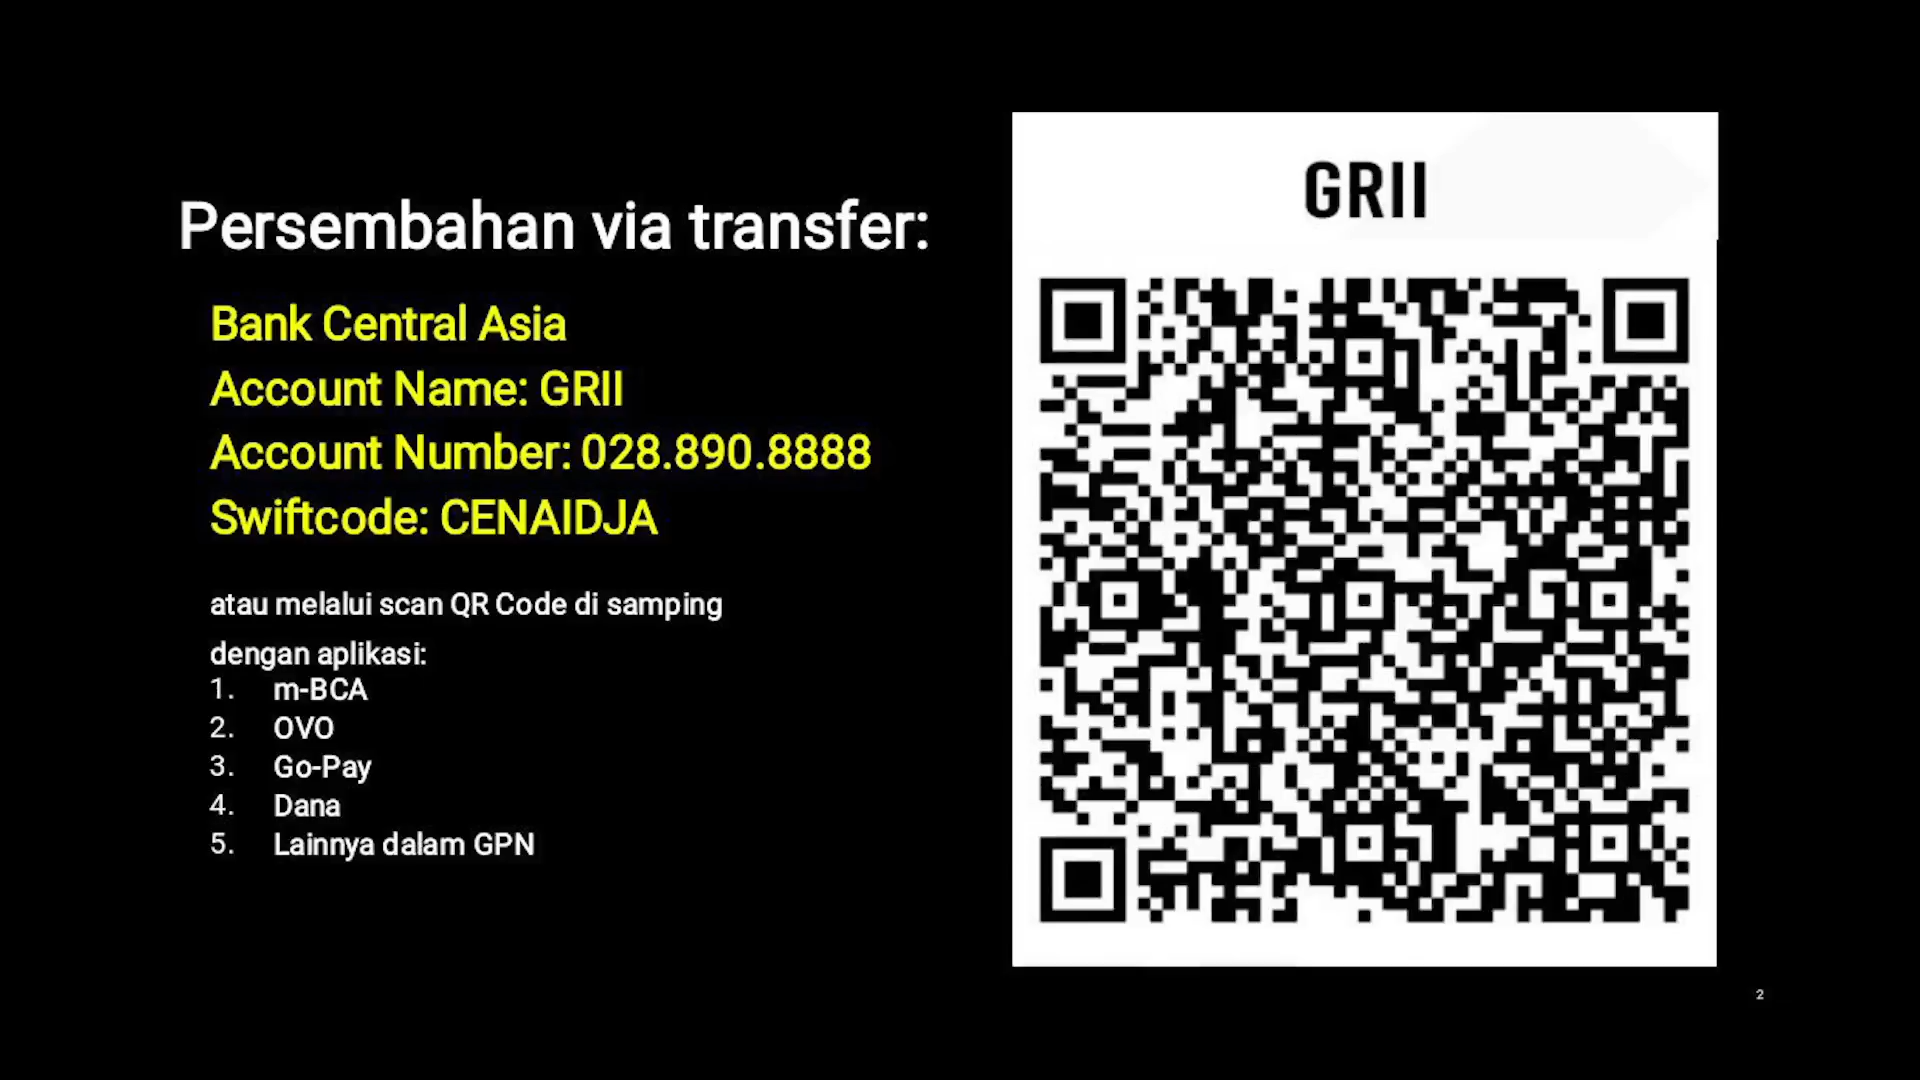 Persembahan via transfer:
Bank Central Asia
Account Name: GRII
Account Number: 028.890.8888
Swiftcode: CENAIDJA
atau melalui scan QR Code di samping
dengan aplikasi:
1. m-BCA
2. OVO
3. Go-Pay
4. Dana
5. Lainnya dalam GPN
GRII
2